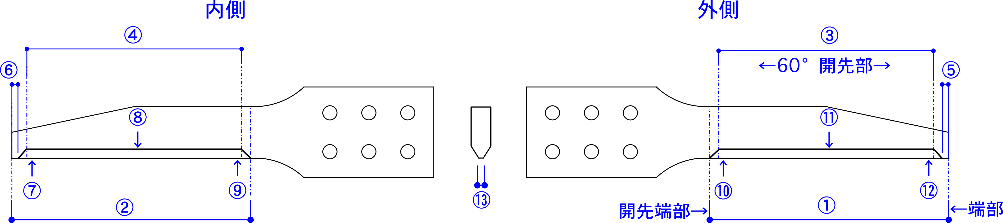 内側
外側
④
③
⑥
←60°開先部→
⑤
⑧
⑪
⑦
⑨
⑬
⑩
⑫
②
開先端部→
①
←端部